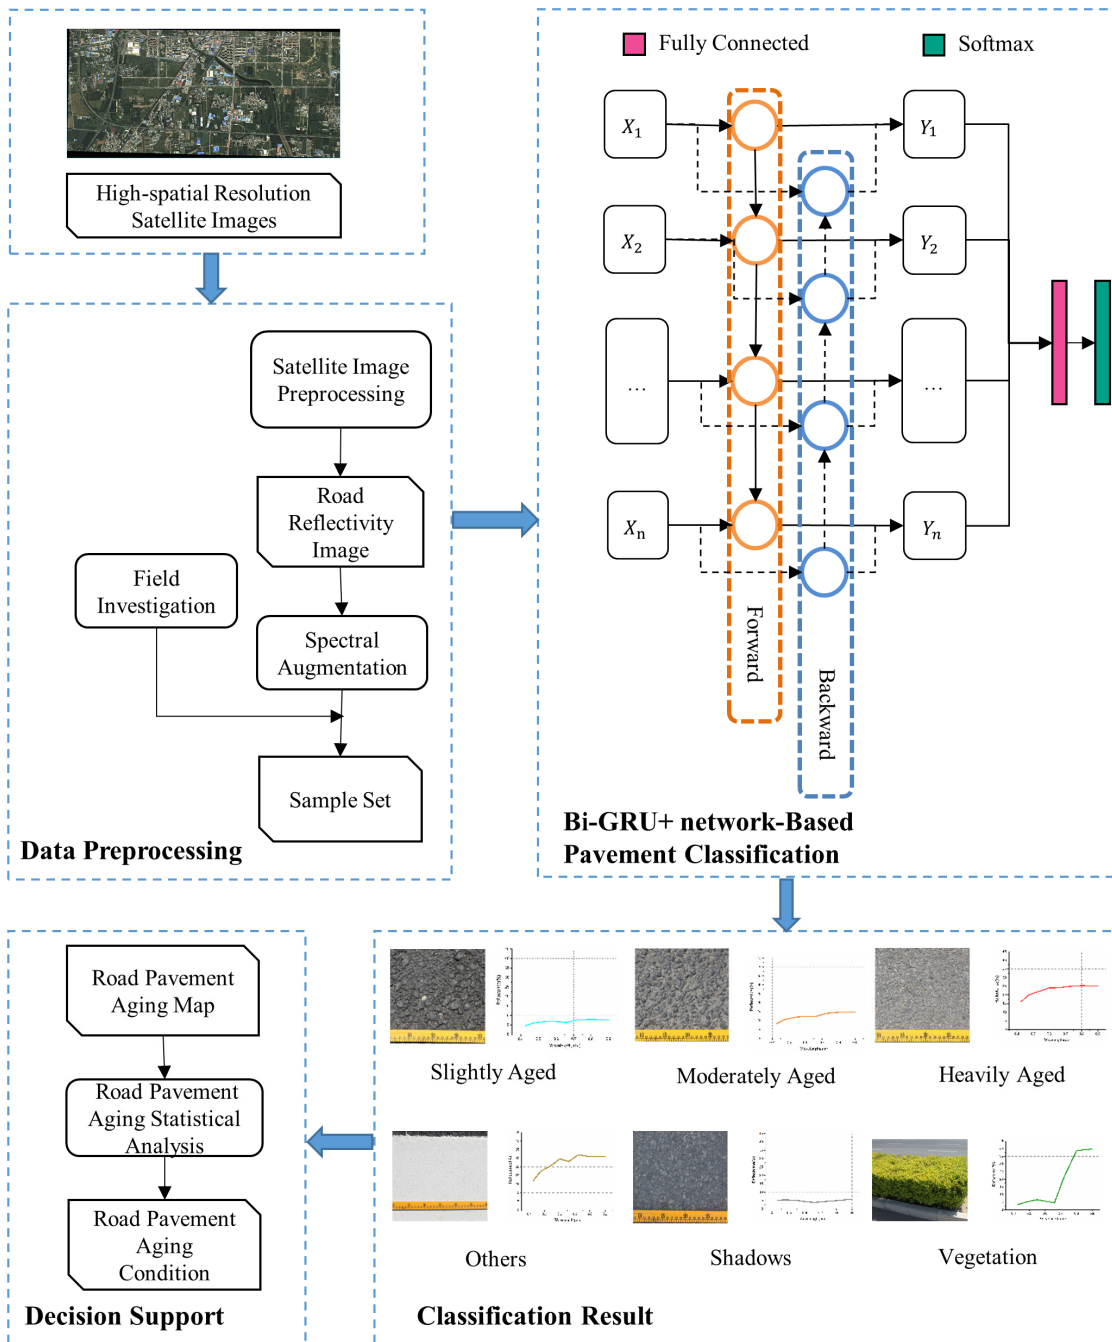 High-spatial Resolution
Satellite Images
Satellite Image
Preprocessing
Road
Reflectivity
Image
Field
Investigation
Spectral
Augmentation
Sample Set
Data Preprocessing
Fully Connected
Softmax
X1
Y1
X2
Y2
...
...
Xn
Yn
Forward
Backward
Bi-GRU+ network-Based
Pavement Classification
Road Pavement
Aging Map
Road Pavement
Aging Statistical
Analysis
Road Pavement
Aging
Condition
Decision Support
Slightly Aged
Moderately Aged
Heavily Aged
Others
Shadows
Vegetation
Classification Result